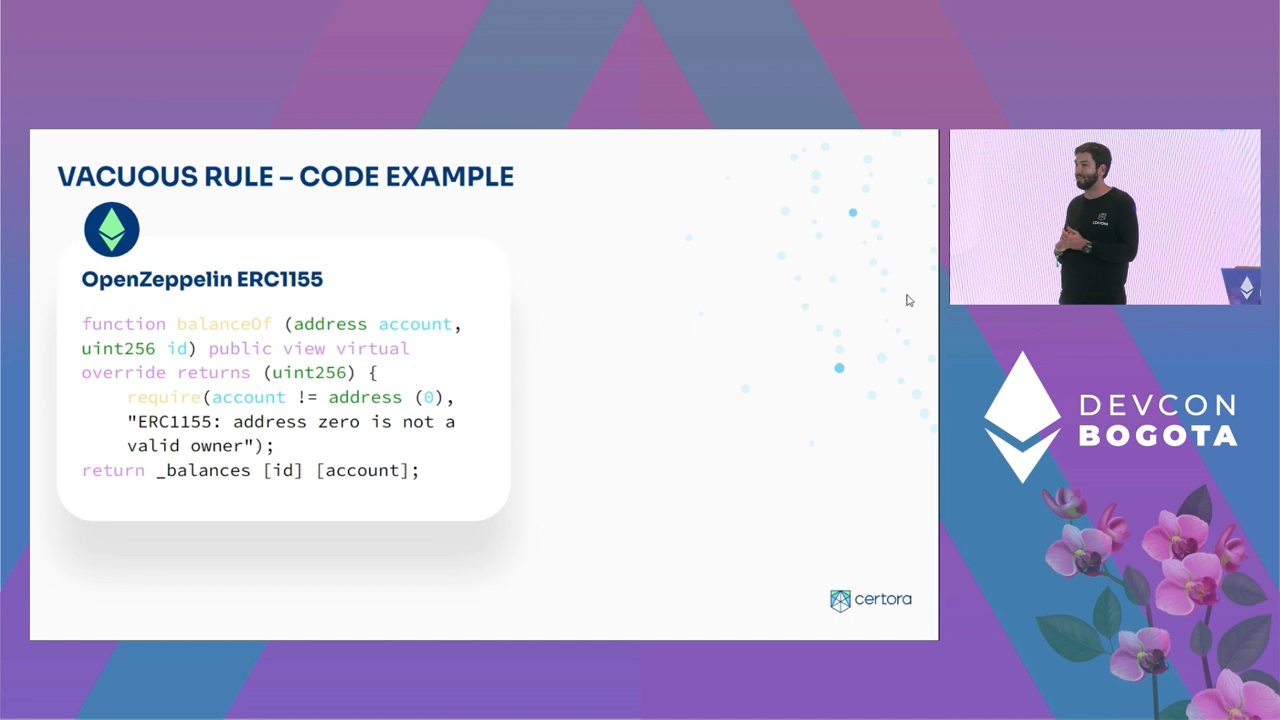 VACUOUS RULE – CODE EXAMPLE
OpenZeppelin ERC1155
function balanceOf (address account,
uint256 id) public view virtual
override returns (uint256) {
require(account != address (0),
"ERC1155: address zero is not a
valid owner");
return _balances [id] [account];
certora
CERTORA
DEVCON
BOGOTA